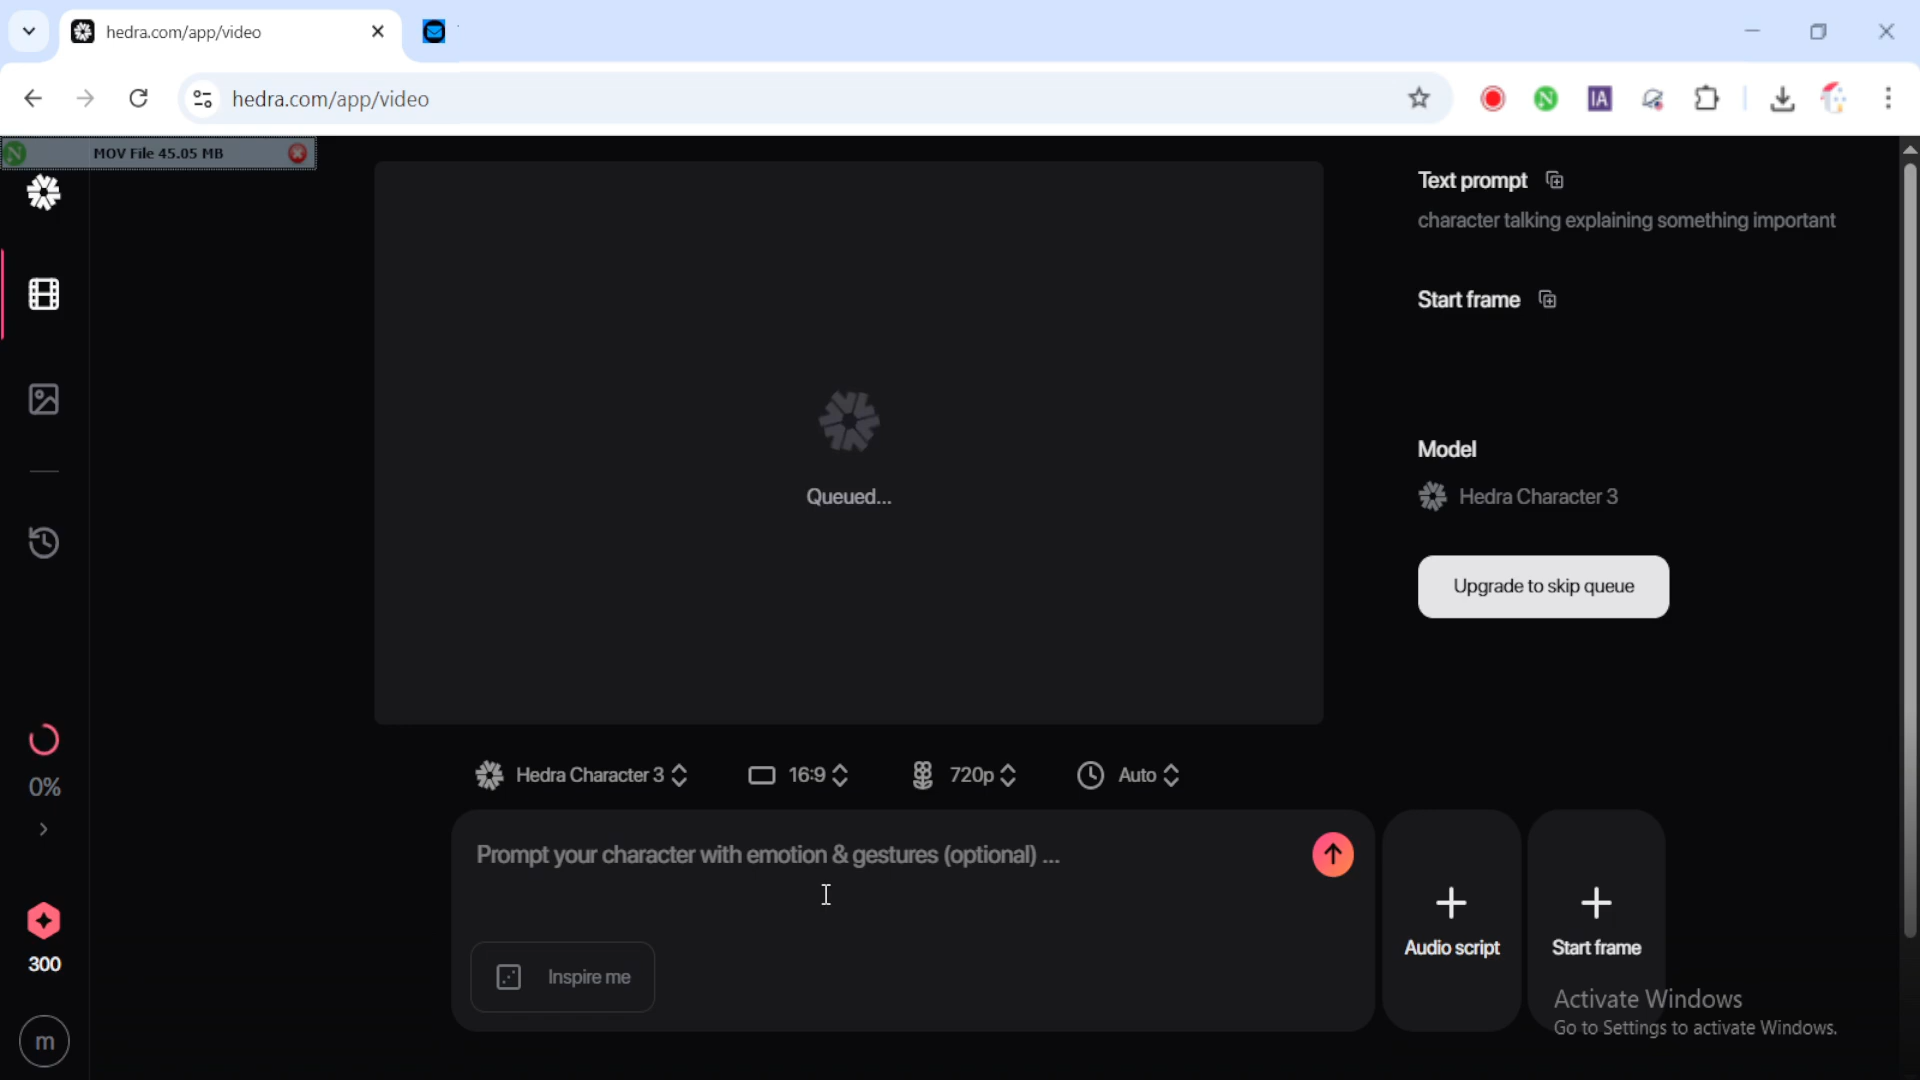 hedra.com/app/video
hedra.com/app/video
IA
N
MOV File 45.05 MB
Text prompt
character talking explaining something important
Start frame
Queued...
Model
Hedra Character 3
Upgrade to skip queue
0%
Hedra Character 3
16:9
720p
Auto
Prompt your character with emotion & gestures (optional) ...
Inspire me
Audio script
Start frame
300
Activate Windows
Go to Settings to activate Windows.
m